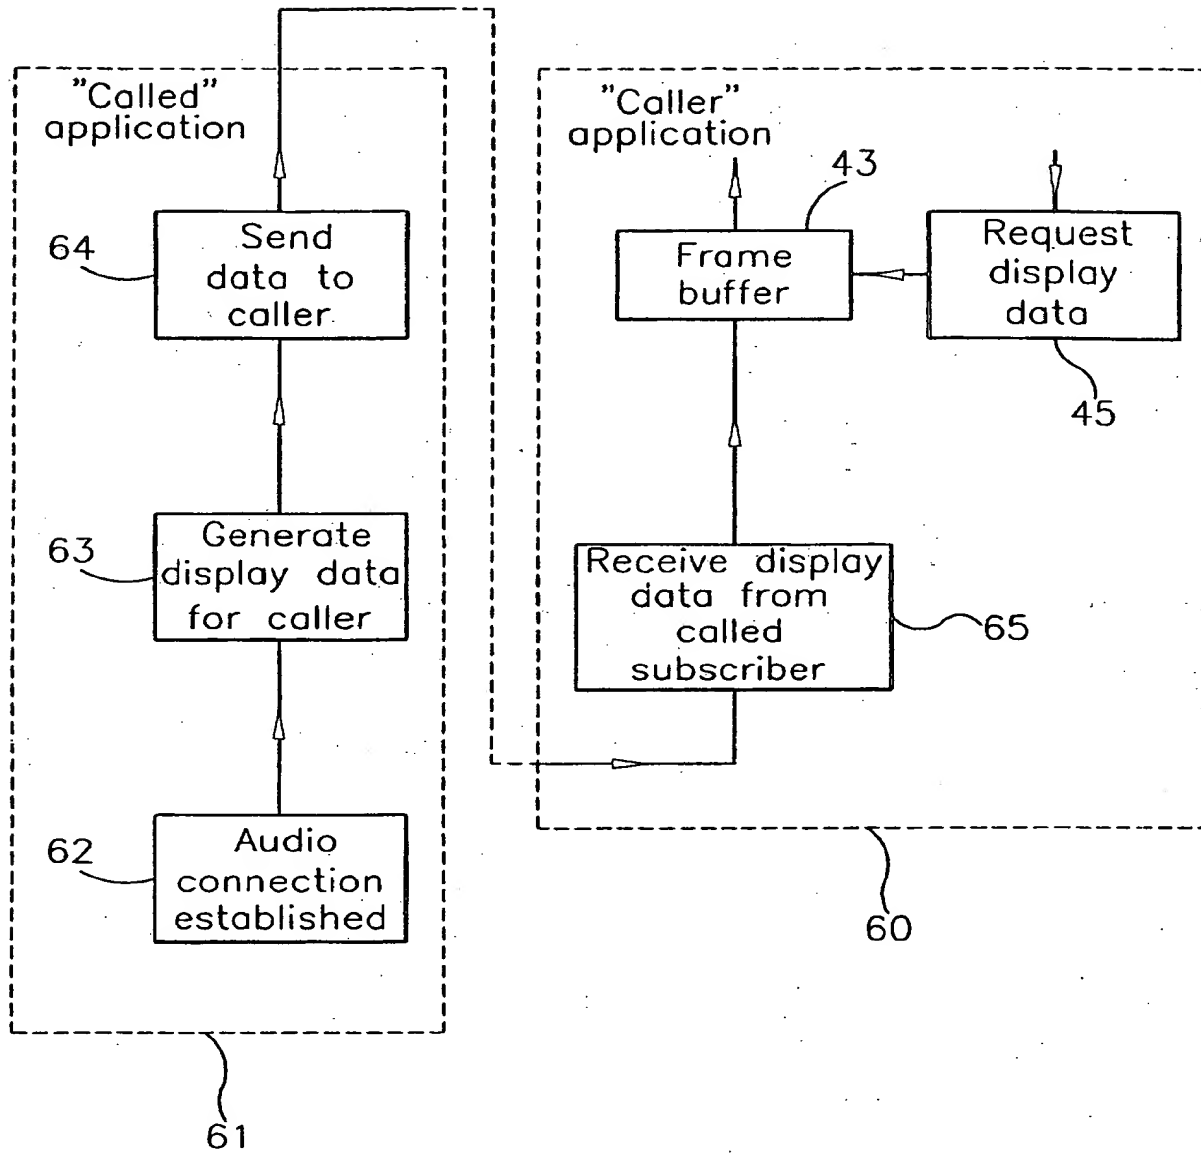 "Called"
application
64
Send
data to
caller
63
Generate
display data
for caller
62
Audio
connection
established
61
"Caller"
application
43
Frame
buffer
Request
display
data
45
Receive display
data from
called
subscriber
65
60